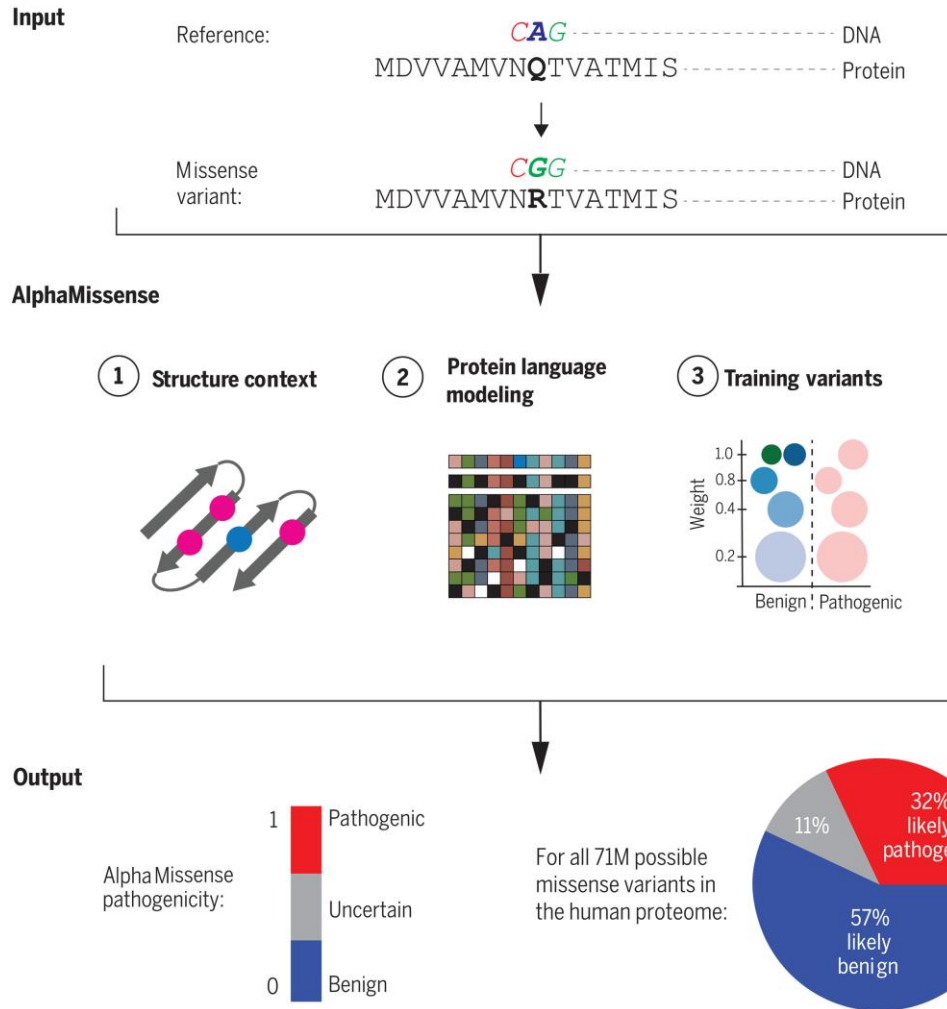 Input
Reference:
CAG
DNA
MDVVAMVNQTVATMIS
Protein
Missense
variant:
CGG
DNA
MDVVAMVNRTVATMIS
Protein
AlphaMissense
1 Structure context
2 Protein language
modeling
3 Training variants
Weight
1.0
0.8
0.4
0.2
Benign
Pathogenic
Output
Alpha Missense
pathogenicity:
1
Pathogenic
Uncertain
0
Benign
For all 71M possible
missense variants in
the human proteome:
11%
32%
likely
57%
likely
benign